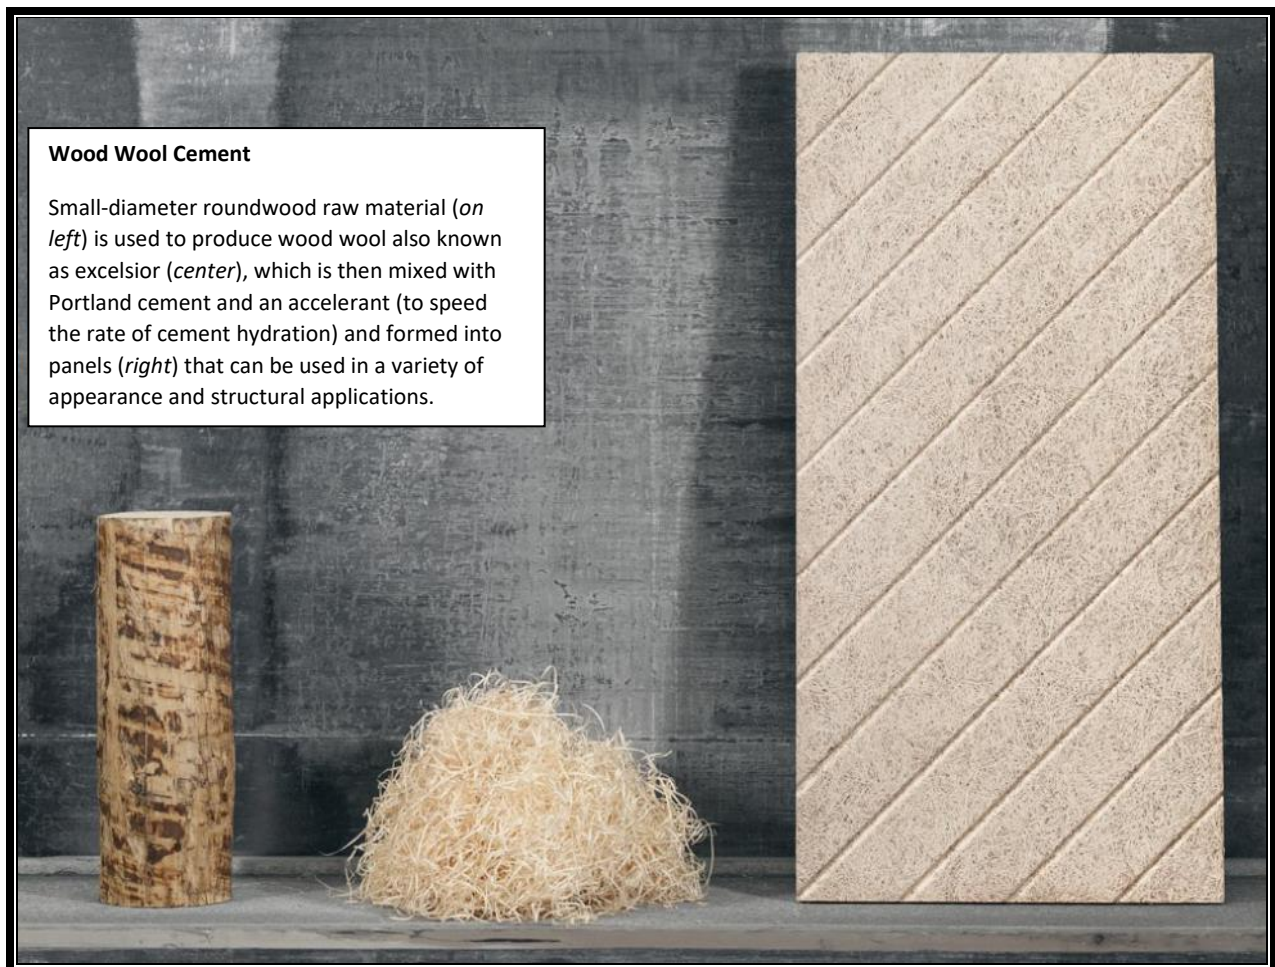 Wood Wool Cement
Small-diameter roundwood raw material (on
left) is used to produce wood wool also known
as excelsior (center), which is then mixed with
Portland cement and an accelerant (to speed
the rate of cement hydration) and formed into
panels (right) that can be used in a variety of
appearance and structural applications.